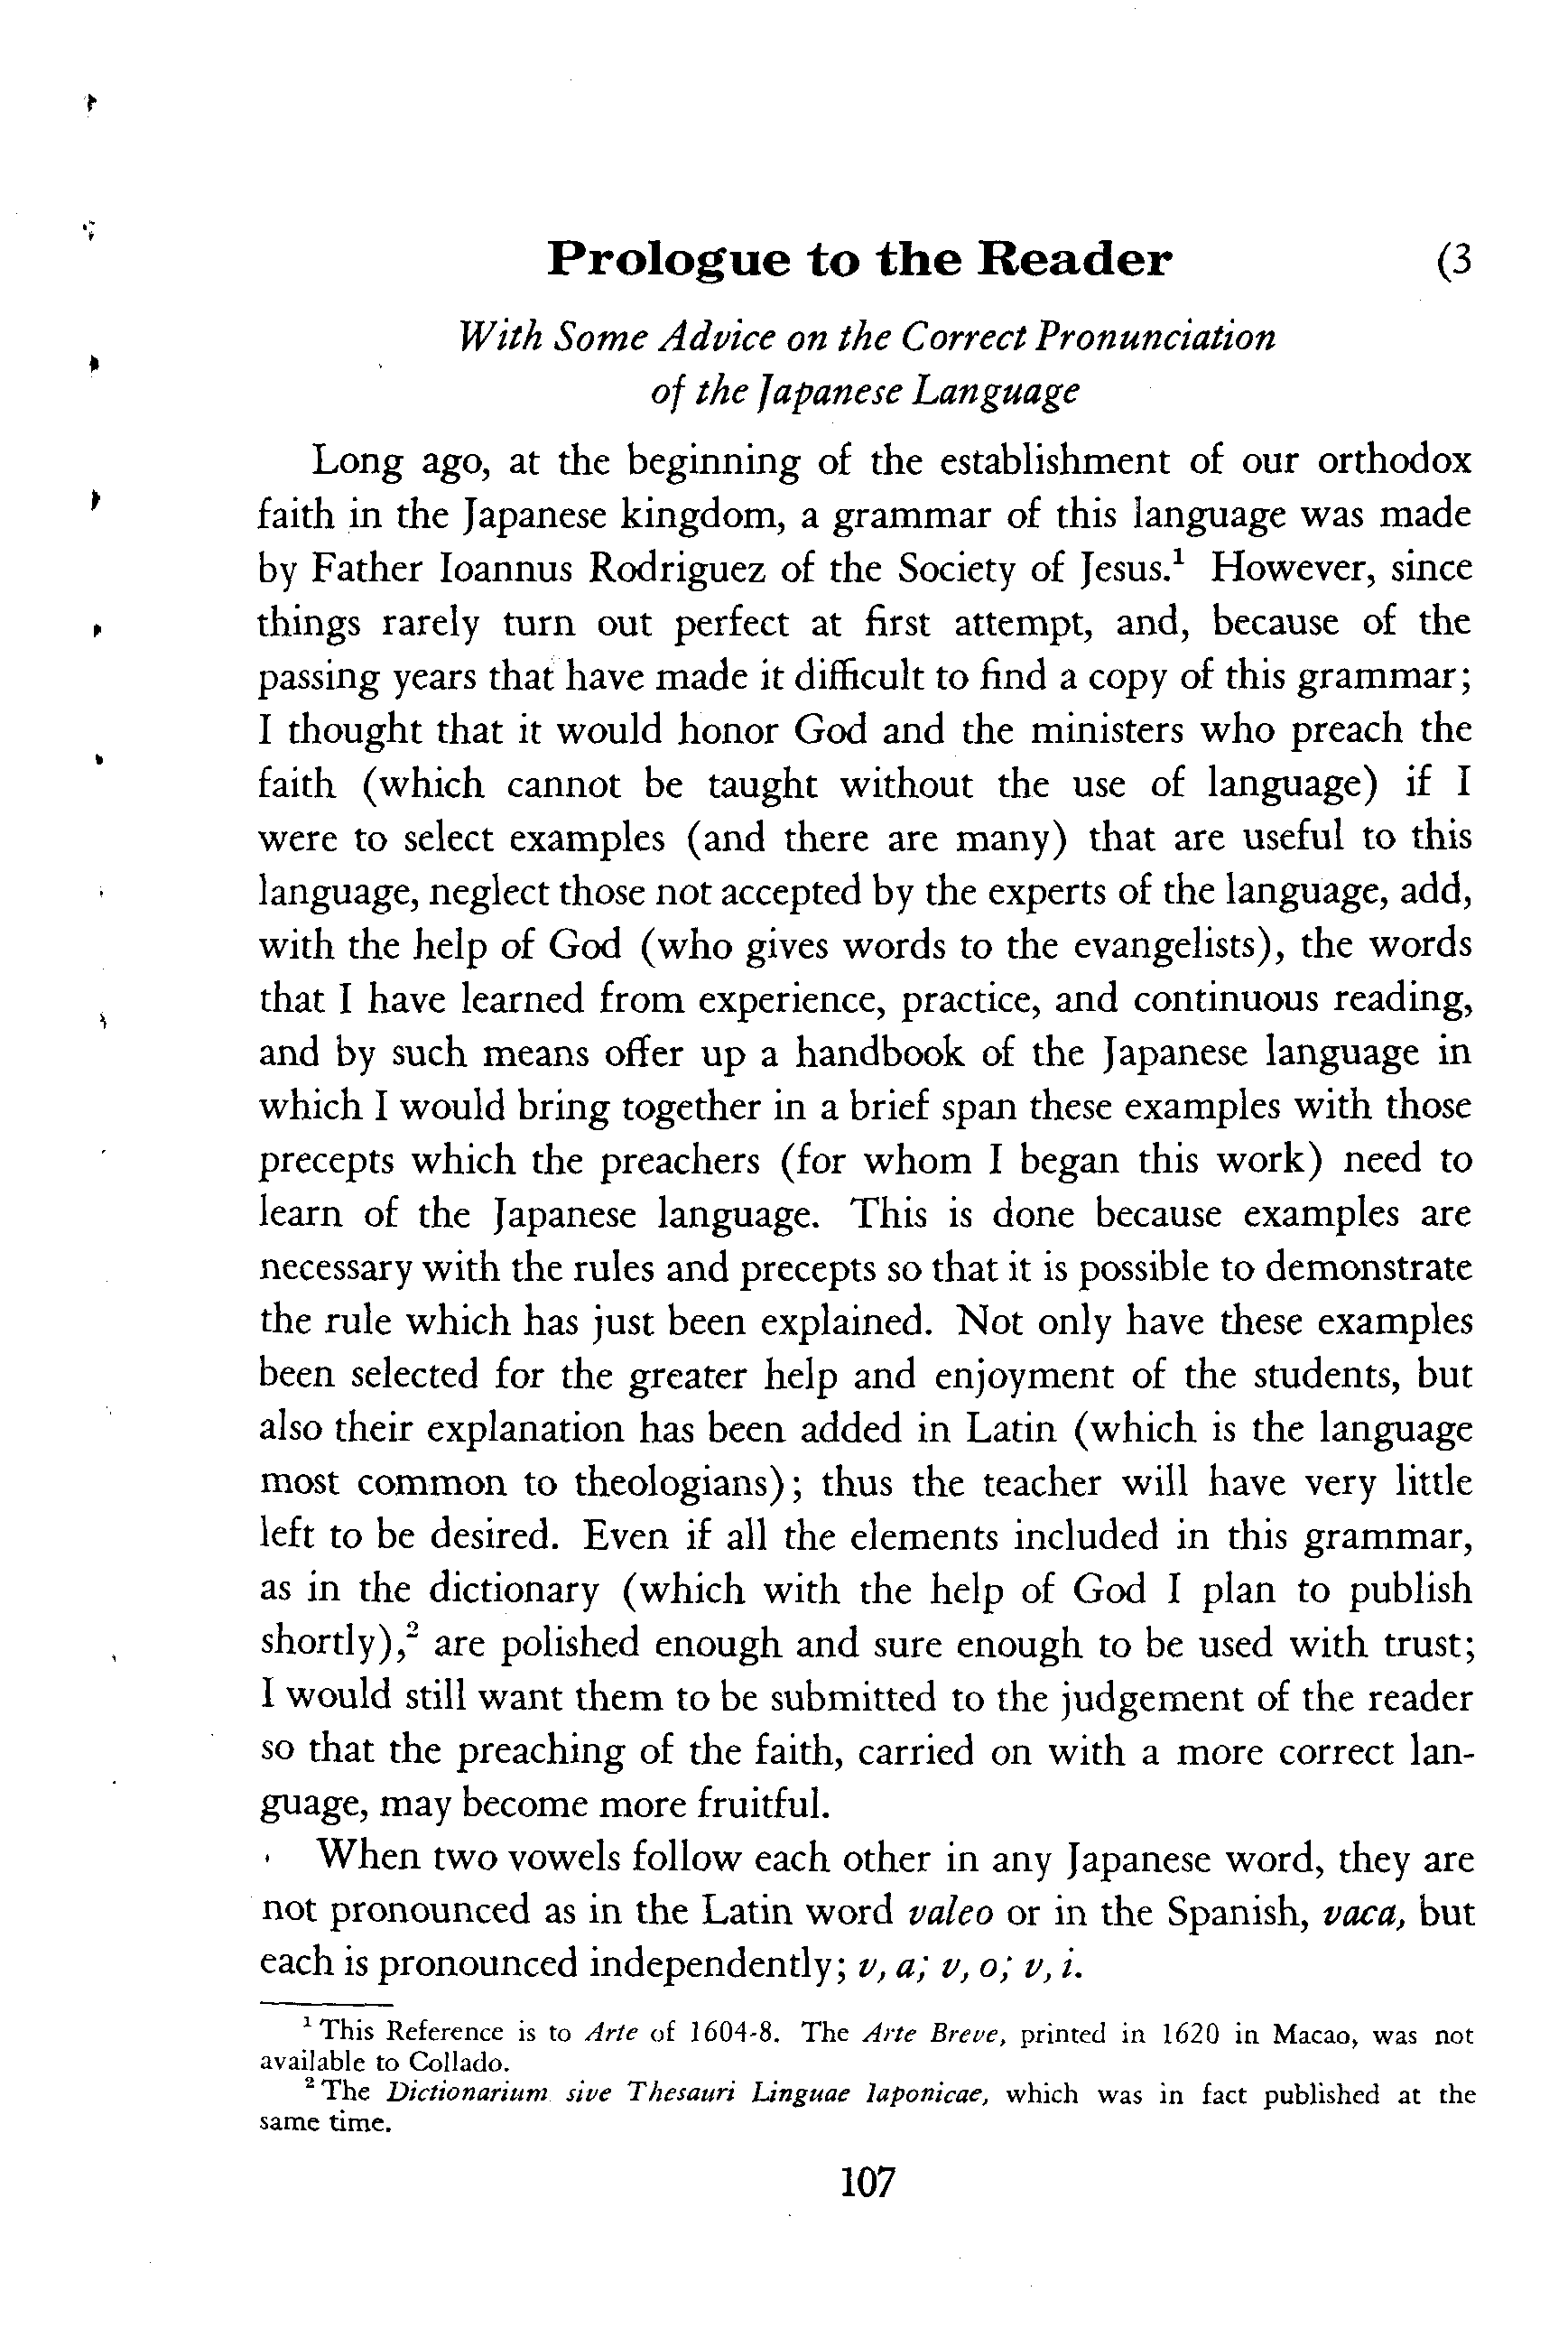 Prologue to the Reader (3
With Some Advice on the Correct Pronunciation
of the Japanese Language
Long ago, at the beginning of the establishment of our orthodox
faith in the Japanese kingdom, a grammar of this language was made
by Father Ioannus Rodriguez of the Society of Jesus.¹ However, since
things rarely turn out perfect at first attempt, and, because of the
passing years that have made it difficult to find a copy of this grammar;
I thought that it would honor God and the ministers who preach the
faith (which cannot be taught without the use of language) if I
were to select examples (and there are many) that are useful to this
language, neglect those not accepted by the experts of the language, add,
with the help of God (who gives words to the evangelists), the words
that I have learned from experience, practice, and continuous reading,
and by such means offer up a handbook of the Japanese language in
which I would bring together in a brief span these examples with those
precepts which the preachers (for whom I began this work) need to
learn of the Japanese language. This is done because examples are
necessary with the rules and precepts so that it is possible to demonstrate
the rule which has just been explained. Not only have these examples
been selected for the greater help and enjoyment of the students, but
also their explanation has been added in Latin (which is the language
most common to theologians); thus the teacher will have very little
left to be desired. Even if all the elements included in this grammar,
as in the dictionary (which with the help of God I plan to publish
shortly),² are polished enough and sure enough to be used with trust;
I would still want them to be submitted to the judgement of the reader
so that the preaching of the faith, carried on with a more correct lan-
guage, may become more fruitful.
When two vowels follow each other in any Japanese word, they are
not pronounced as in the Latin word valeo or in the Spanish, vaca, but
each is pronounced independently; v, a; v, o; v, i.
¹ This Reference is to Arte of 1604-8. The Arte Breve, printed in 1620 in Macao, was not
available to Collado.
² The Dictionarium sive Thesauri Linguae Iaponicae, which was in fact published at the
same time.
107